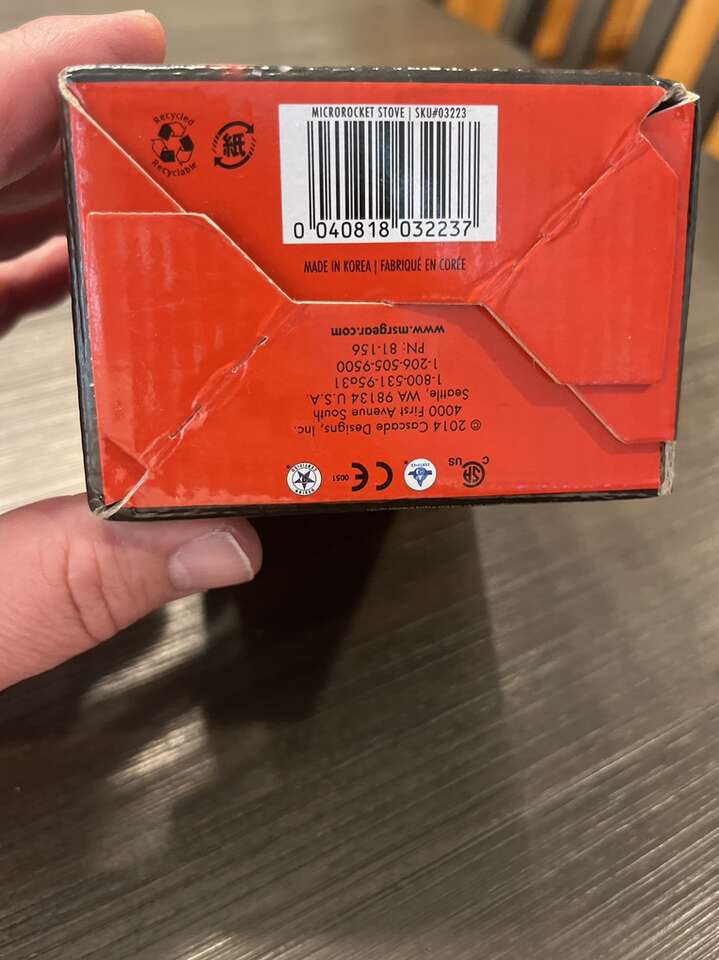 MICROROCKET STOVE | SKU#03223
0 040818 032237
Recycled
Recyclable
紙
MADE IN KOREA | FABRIQUÉ EN CORÉE
© 2014 Cascade Designs, Inc.
4000 First Avenue South
Seattle, WA 98134 U.S.A.
1-800-531-9531
1-206-505-9500
PN: 81-156
www.msrgear.com
C US
CERTIFIED
CE 0051